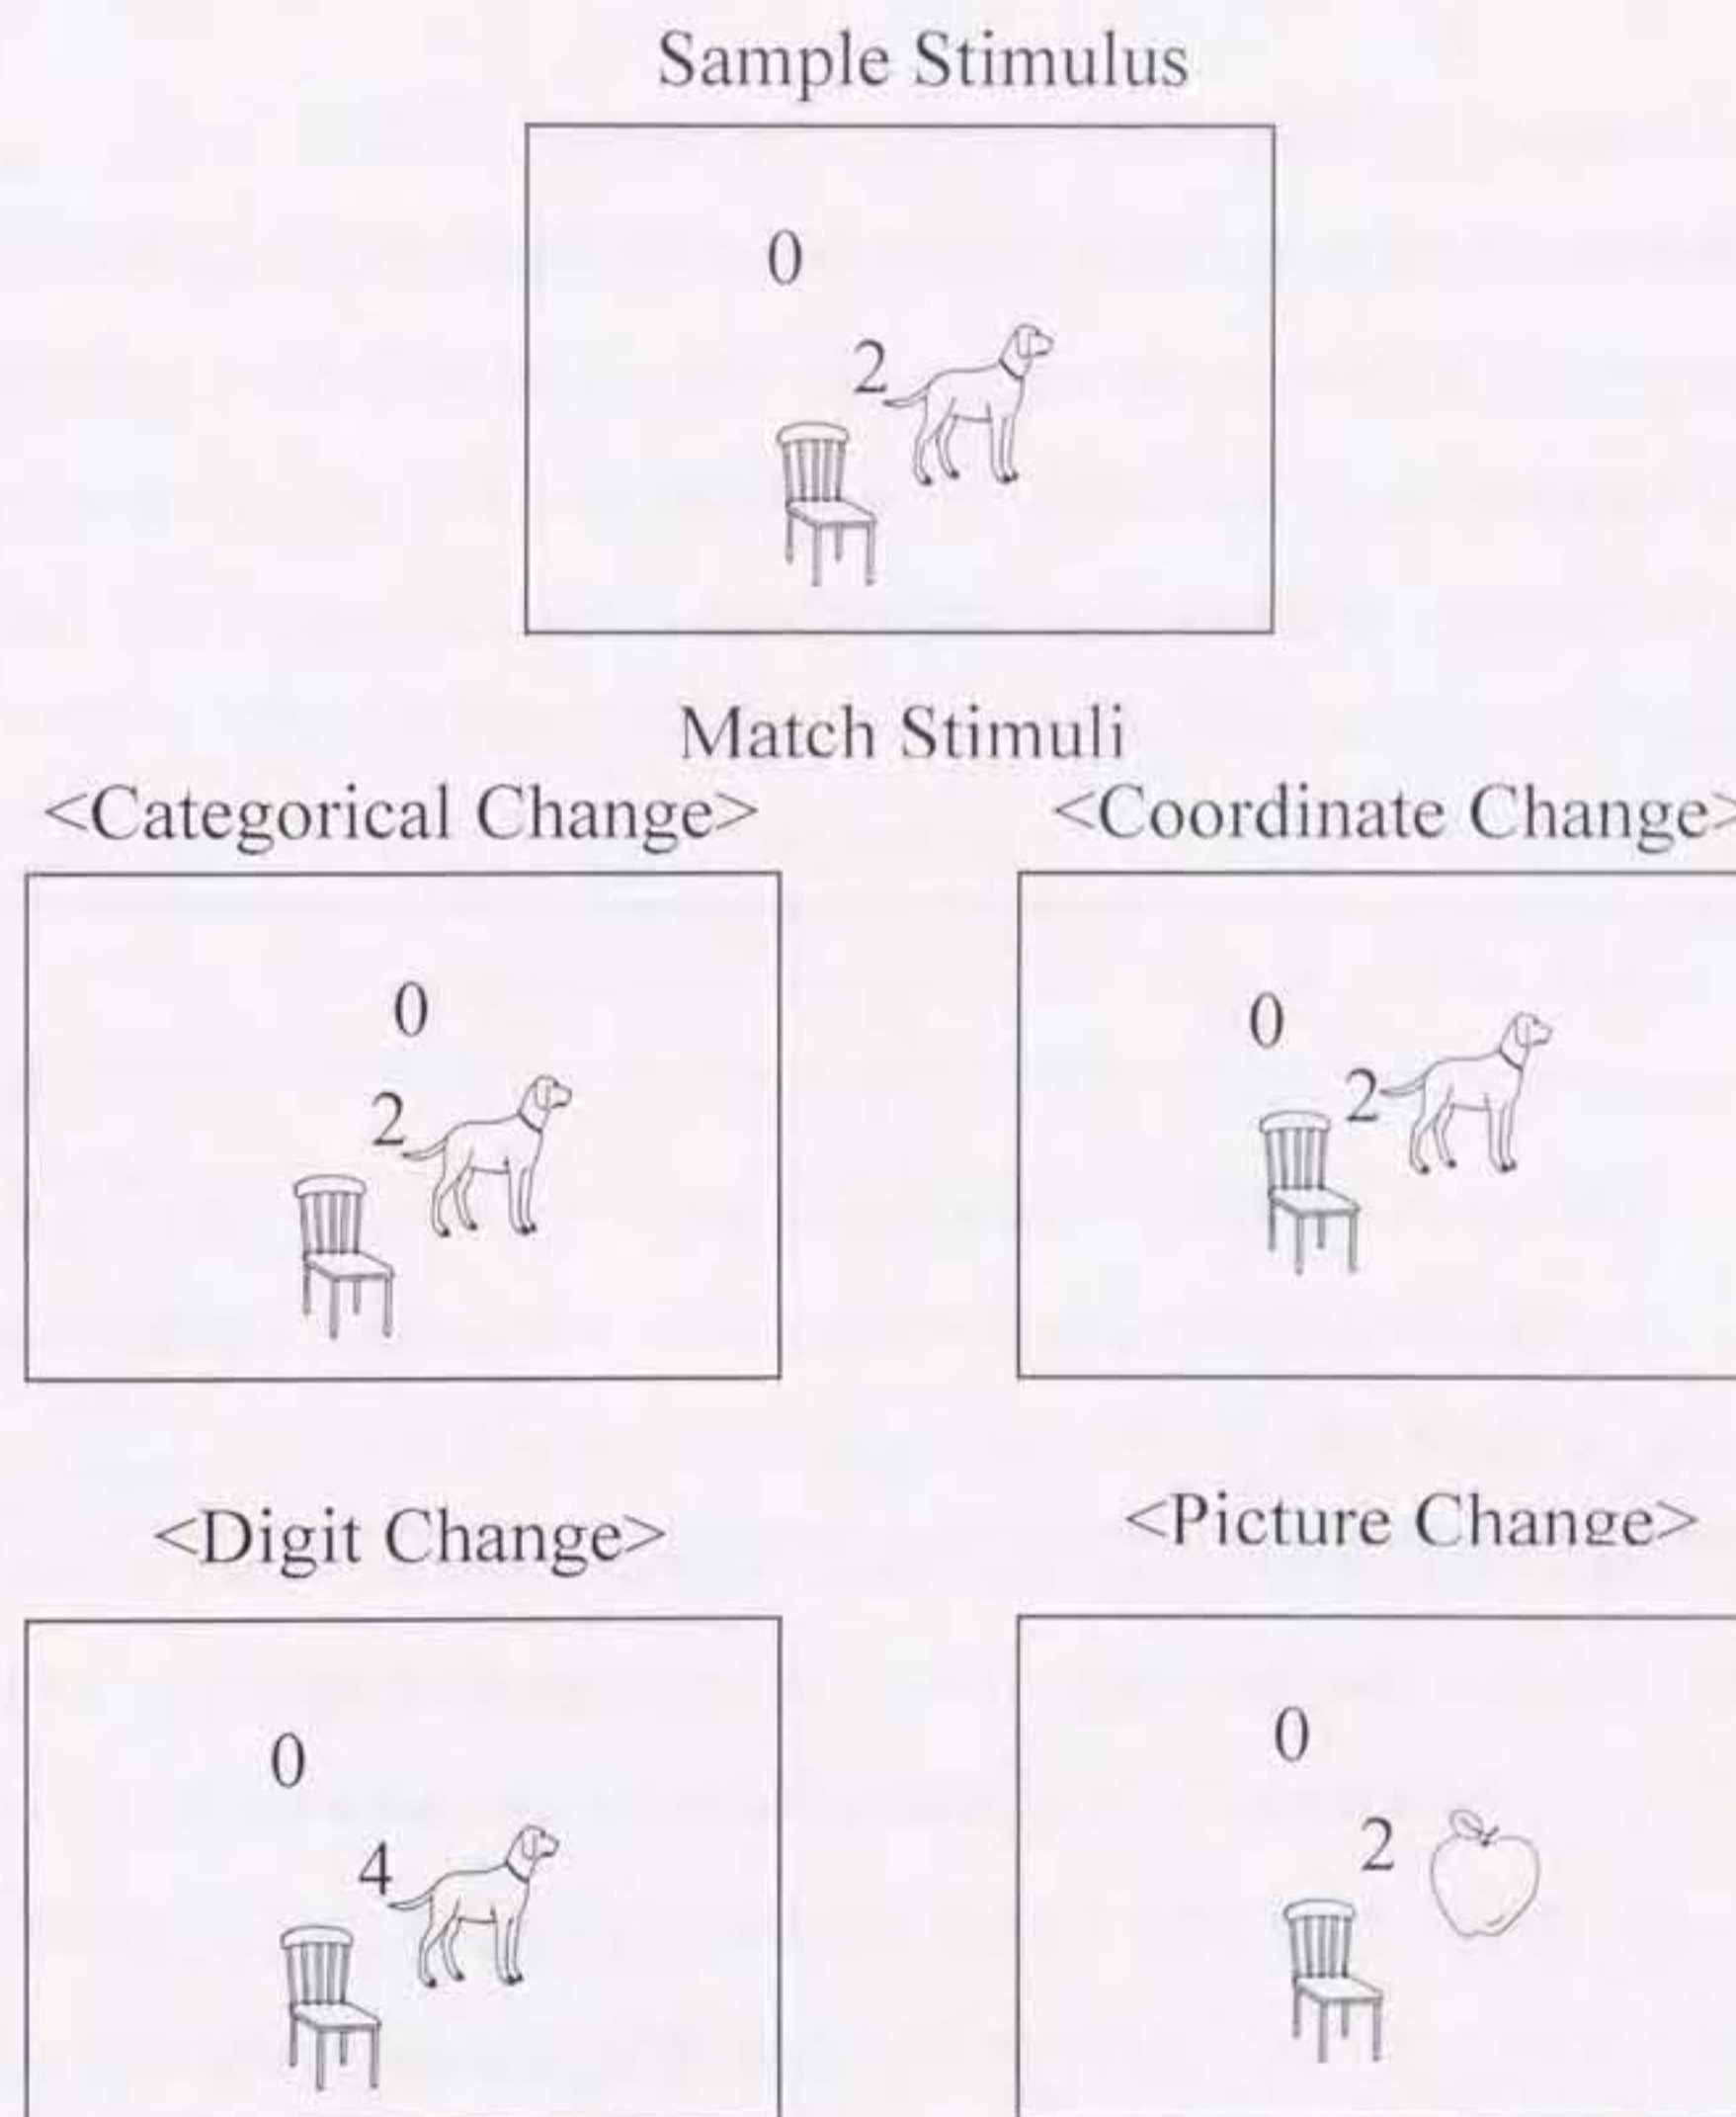 Sample Stimulus
0
2
Match Stimuli
<Categorical Change>
<Coordinate Change>
0
2
0
2
<Digit Change>
<Picture Change>
0
4
0
2